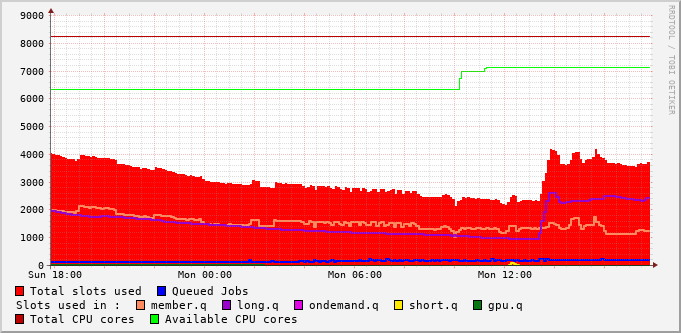 9000
8000
7000
6000
5000
4000
3000
2000
1000
0
Sun 18:00 Mon 00:00 Mon 06:00 Mon 12:00
RRDTOOL / TOBI OETIKER
Total slots used Queued Jobs
Slots used in : member.q long.q ondemand.q short.q gpu.q
Total CPU cores Available CPU cores